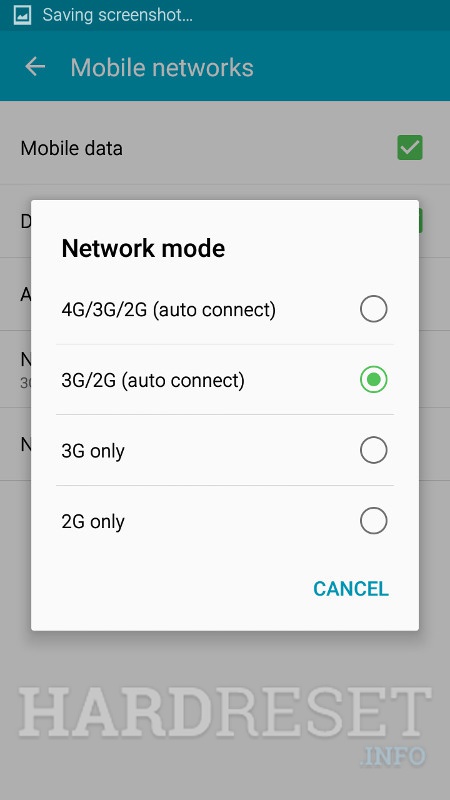 Saving screenshot...
Mobile networks
Mobile data
D
Network mode
4G/3G/2G (auto connect)
A
3G/2G (auto connect)
N
3G
3G only
N
2G only
CANCEL
HARDRESET
.INFO